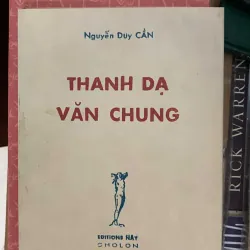 Nguyễn Duy CẦN
THANH DẠ
VĂN CHUNG
EDITIONS NAY
CHOLON
RICK WARREN